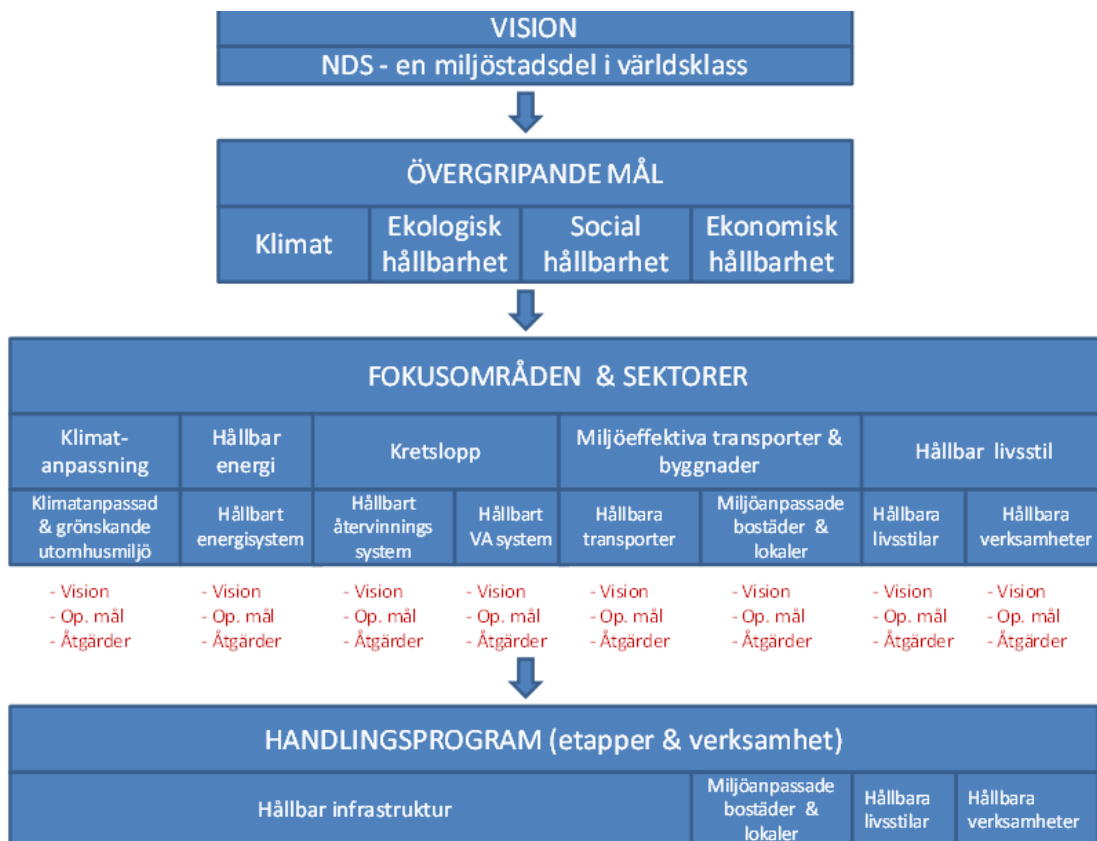 VISION
NDS - en miljöstadsdel i världsklass
ÖVERGRIPANDE MÅL
Klimat
Ekologisk
hållbarhet
Social
hållbarhet
Ekonomisk
hållbarhet
FOKUSOMRÅDEN & SEKTORER
Klimat-
anpassning
Hållbar
energi
Kretslopp
Miljöeffektiva transporter &
byggnader
Hållbar livsstil
Klimatanpassad
& grönskande
utomhusmiljö
Hållbart
energisystem
Hållbart
återvinnings
system
Hållbart
VA system
Hållbara
transporter
Miljöanpassade
bostäder &
lokaler
Hållbara
livsstilar
Hållbara
verksamheter
- Vision
- Op. mål
- Åtgärder
- Vision
- Op. mål
- Åtgärder
- Vision
- Op. mål
- Åtgärder
- Vision
- Op. mål
- Åtgärder
- Vision
- Op. mål
- Åtgärder
- Vision
- Op. mål
- Åtgärder
- Vision
- Op. mål
- Åtgärder
- Vision
- Op. mål
- Åtgärder
HANDLINGSPROGRAM (etapper & verksamhet)
Hållbar infrastruktur
Miljöanpassade
bostäder &
lokaler
Hållbara
livsstilar
Hållbara
verksamheter